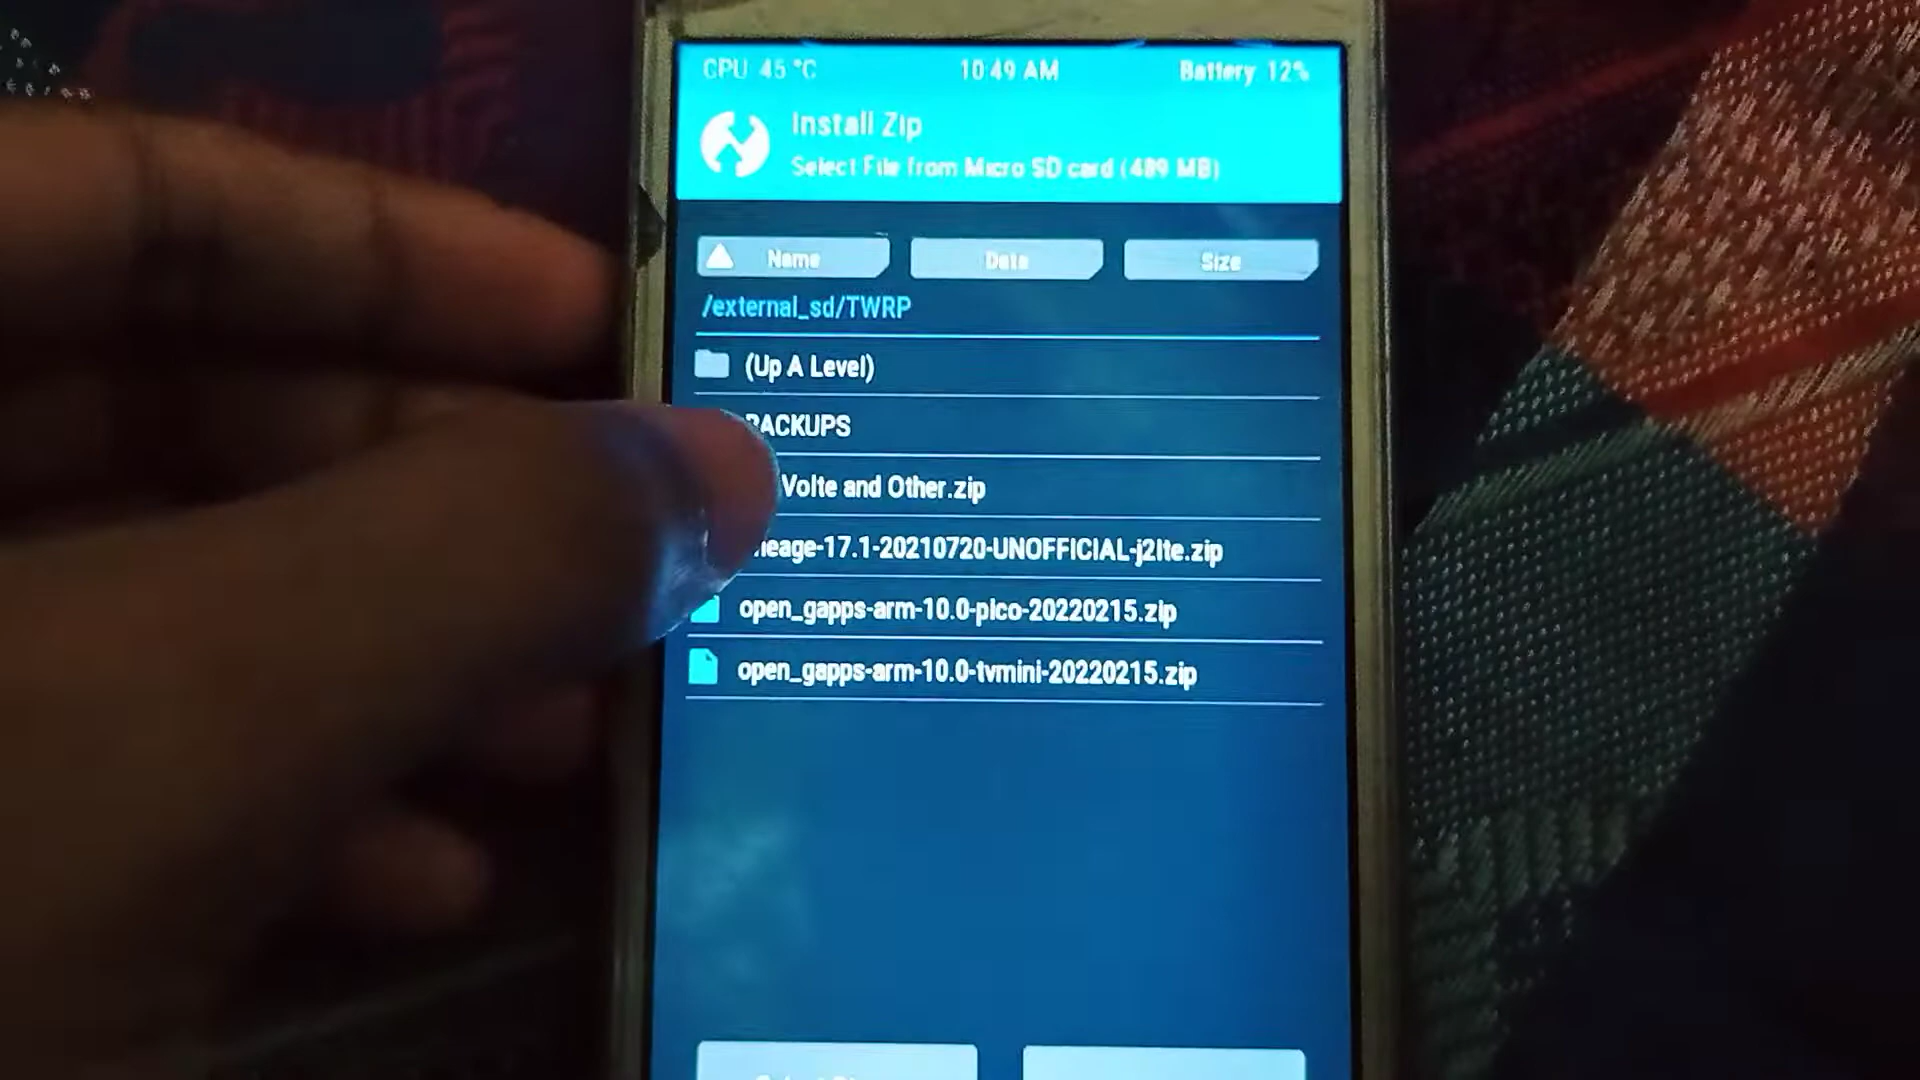 CPU 45 °C 10:49 AM Battery 12%
Install Zip
Select File from Micro SD card (489 MB)
Name Date Size
/external_sd/TWRP
(Up A Level)
BACKUPS
Volte and Other.zip
neage-17.1-20210720-UNOFFICIAL-j2lte.zip
open_gapps-arm-10.0-pico-20220215.zip
open_gapps-arm-10.0-tvmini-20220215.zip